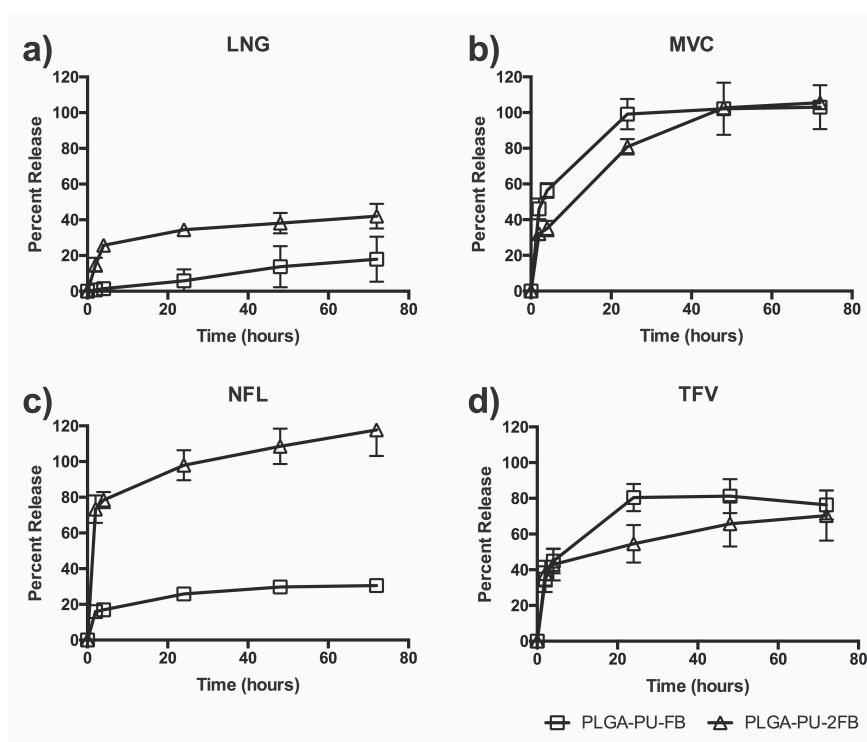 a)
LNG
Percent Release
120
100
80
60
40
20
0
0 20 40 60 80
Time (hours)
b)
MVC
Percent Release
120
100
80
60
40
20
0
0 20 40 60 80
Time (hours)
c)
NFL
Percent Release
120
100
80
60
40
20
0
0 20 40 60 80
Time (hours)
d)
TFV
Percent Release
120
100
80
60
40
20
0
0 20 40 60 80
Time (hours)
PLGA-PU-FB PLGA-PU-2FB